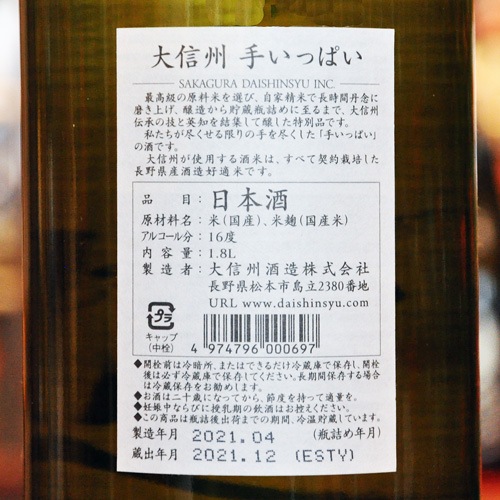 大信州 手いっぱい
SAKAGURA DAISHINSYU INC.
最高級の原料米を選び、自家精米で長時間丹念に
磨き上げ、醸造から貯蔵瓶詰めに至るまで、大信州
伝承の技と英知を結集して醸した特別品です。
私たちが尽くせる限りの手を尽くした「手いっぱい」
の酒です。
大信州が使用する酒米は、すべて契約栽培した
長野県産酒造好適米です。
品目：日本酒
原材料名：米(国産)、米麹(国産米)
アルコール分：16度
内容量：1.8L
製造者：大信州酒造株式会社
長野県松本市島立2380番地
URL www.daishinsyu.com
プラ
キャップ
(中栓)
4 974796 000697
◆開栓前は冷暗所、またはできるだけ冷蔵庫で保存し、開栓
後は必ず冷蔵庫で保存してください。長期間保存する場合
は冷蔵保存をお勧めします。
◆お酒は二十歳になってから、節度を持って適量を。
◆妊娠中ならびに授乳期の飲酒はお控えください。
◆この商品は瓶詰後出荷までの期間、冷温貯蔵しています。
製造年月 2021.04 (瓶詰め年月)
蔵出年月 2021.12 (ESTY)